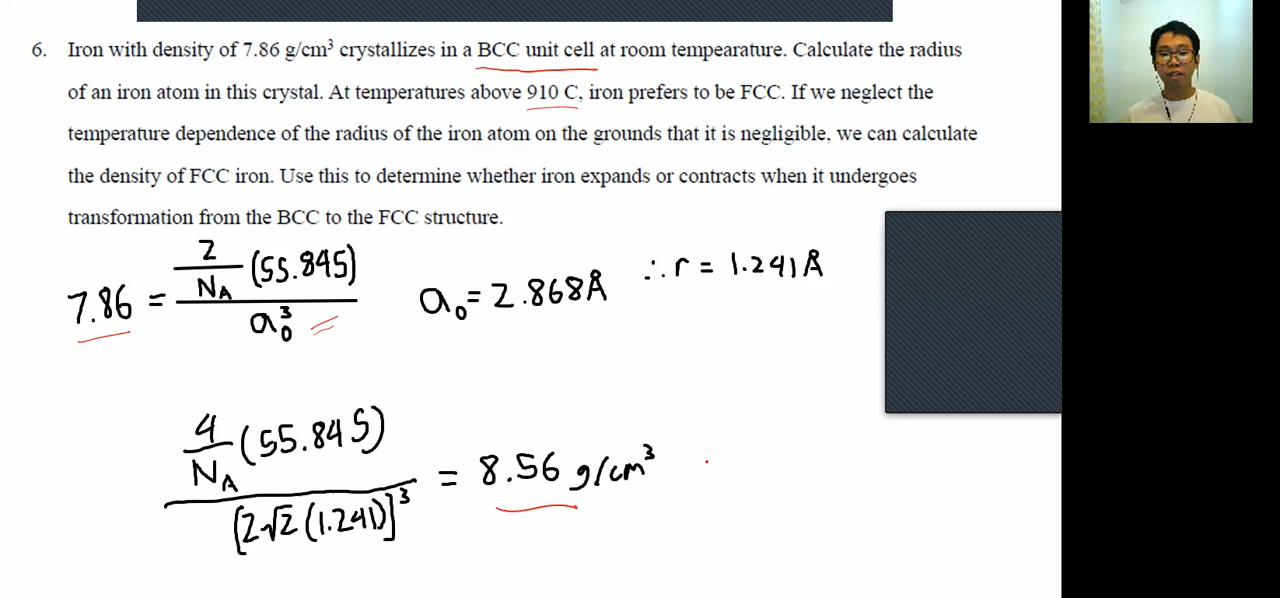 6. Iron with density of 7.86 g/cm³ crystallizes in a BCC unit cell at room tempearature. Calculate the radius
of an iron atom in this crystal. At temperatures above 910 C, iron prefers to be FCC. If we neglect the
temperature dependence of the radius of the iron atom on the grounds that it is negligible, we can calculate
the density of FCC iron. Use this to determine whether iron expands or contracts when it undergoes
transformation from the BCC to the FCC structure.
7.86 = 2/N_A (55.845) / a₀³
a₀ = 2.868Å
∴ r = 1.241Å
4/N_A (55.845) / [2√2 (1.241)]³ = 8.56 g/cm³